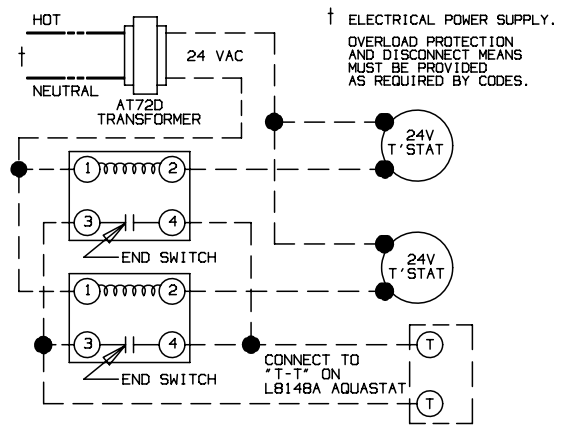 HOT
†
NEUTRAL
24 VAC
AT72D
TRANSFORMER
† ELECTRICAL POWER SUPPLY.
OVERLOAD PROTECTION
AND DISCONNECT MEANS
MUST BE PROVIDED
AS REQUIRED BY CODES.
24V
T'STAT
1 2
3 4
END SWITCH
24V
T'STAT
1 2
3 4
END SWITCH
CONNECT TO
"T-T" ON
L8148A AQUASTAT
T
T